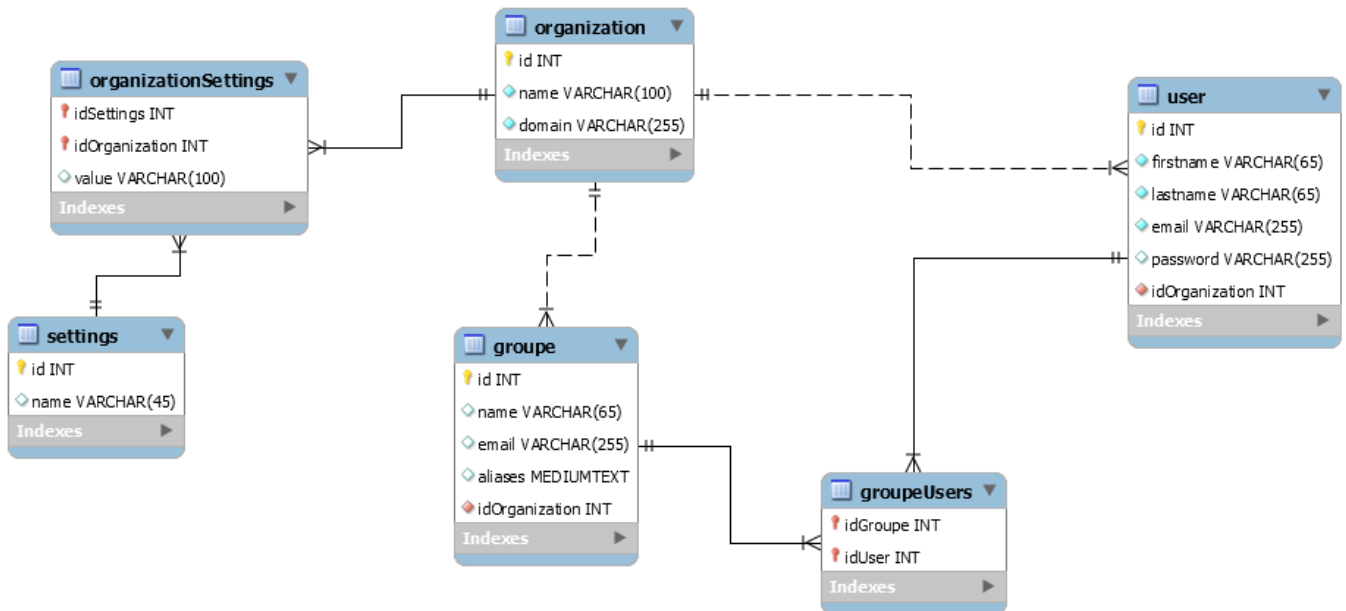 organization
id INT
name VARCHAR(100)
domain VARCHAR(255)
Indexes
organizationSettings
idSettings INT
idOrganization INT
value VARCHAR(100)
Indexes
user
id INT
firstname VARCHAR(65)
lastname VARCHAR(65)
email VARCHAR(255)
password VARCHAR(255)
idOrganization INT
Indexes
settings
id INT
name VARCHAR(45)
Indexes
groupe
id INT
name VARCHAR(65)
email VARCHAR(255)
aliases MEDIUMTEXT
idOrganization INT
Indexes
groupeUsers
idGroupe INT
idUser INT
Indexes